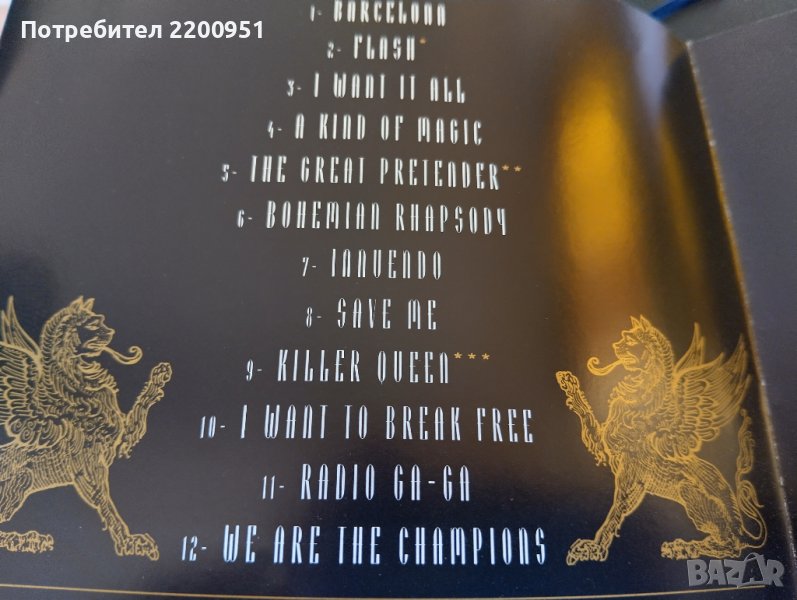 Потребител 2200951
1- BARCELONA
2- FLASH*
3- I WANT IT ALL
4- A KIND OF MAGIC
5- THE GREAT PRETENDER**
6- BOHEMIAN RHAPSODY
7- INNUENDO
8- SAVE ME
9- KILLER QUEEN***
10- I WANT TO BREAK FREE
11- RADIO GA-GA
12- WE ARE THE CHAMPIONS
BAZAR